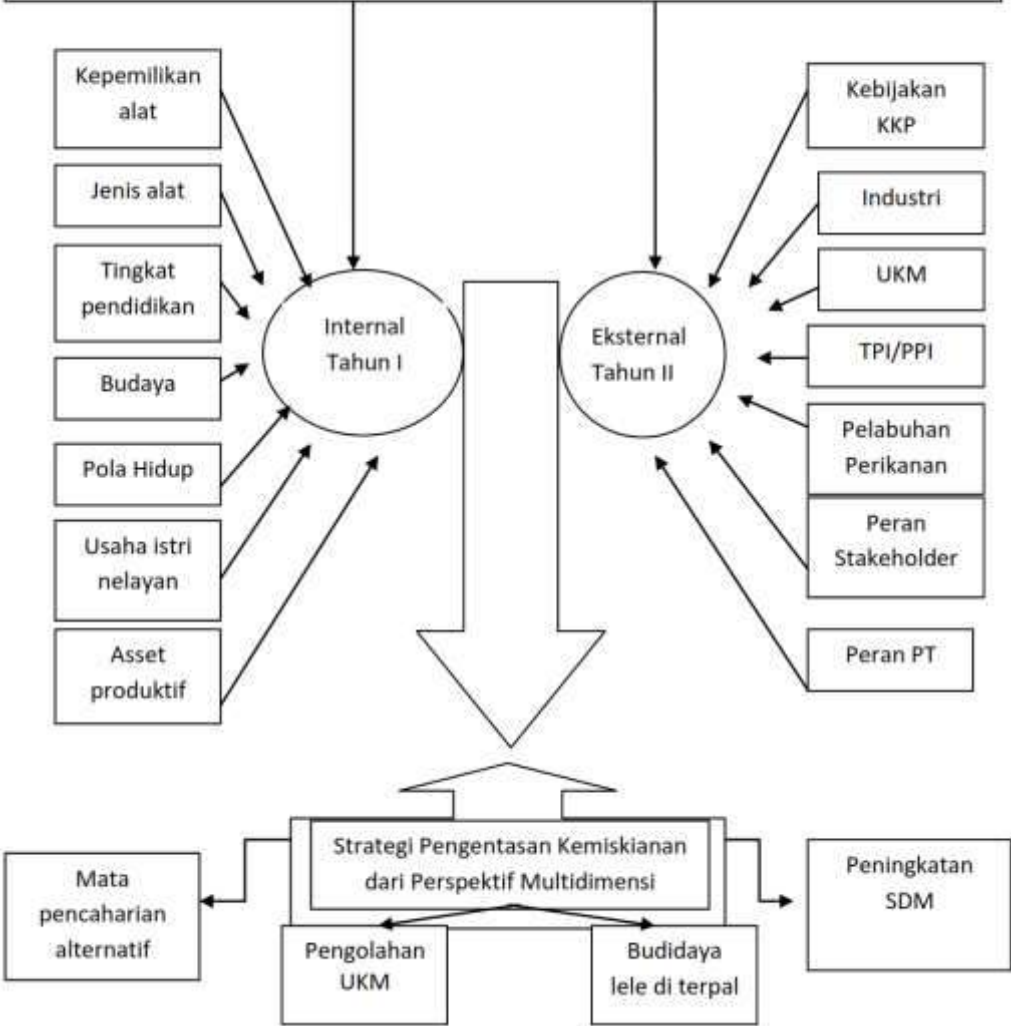 Kepemilikan
alat
Jenis alat
Tingkat
pendidikan
Budaya
Pola Hidup
Usaha istri
nelayan
Asset
produktif
Internal
Tahun I
Eksternal
Tahun II
Kebijakan
KKP
Industri
UKM
TPI/PPI
Pelabuhan
Perikanan
Peran
Stakeholder
Peran PT
Strategi Pengentasan Kemiskianan
dari Perspektif Multidimensi
Mata
pencaharian
alternatif
Pengolahan
UKM
Budidaya
lele di terpal
Peningkatan
SDM